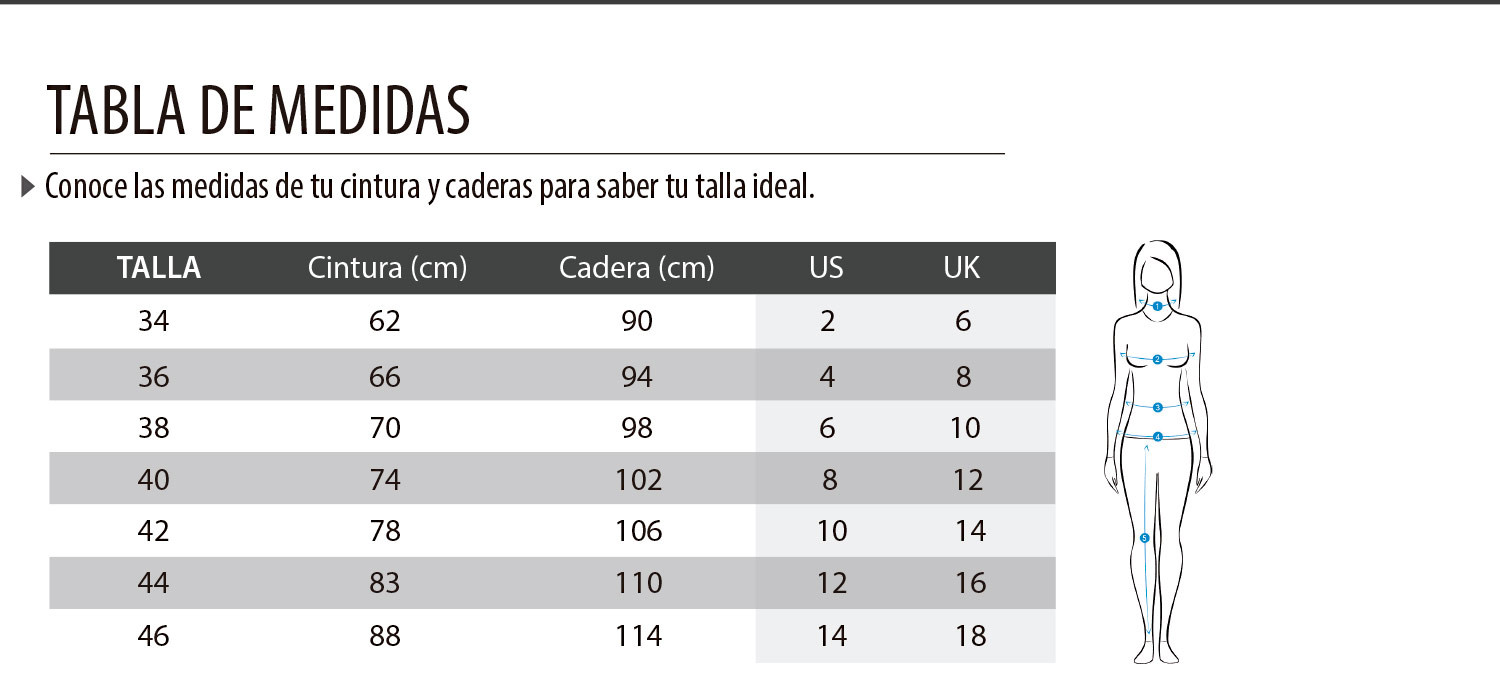 TABLA DE MEDIDAS
Conoce las medidas de tu cintura y caderas para saber tu talla ideal.
TALLA Cintura (cm) Cadera (cm) US UK
34 62 90 2 6
36 66 94 4 8
38 70 98 6 10
40 74 102 8 12
42 78 106 10 14
44 83 110 12 16
46 88 114 14 18
1
2
3
4
5